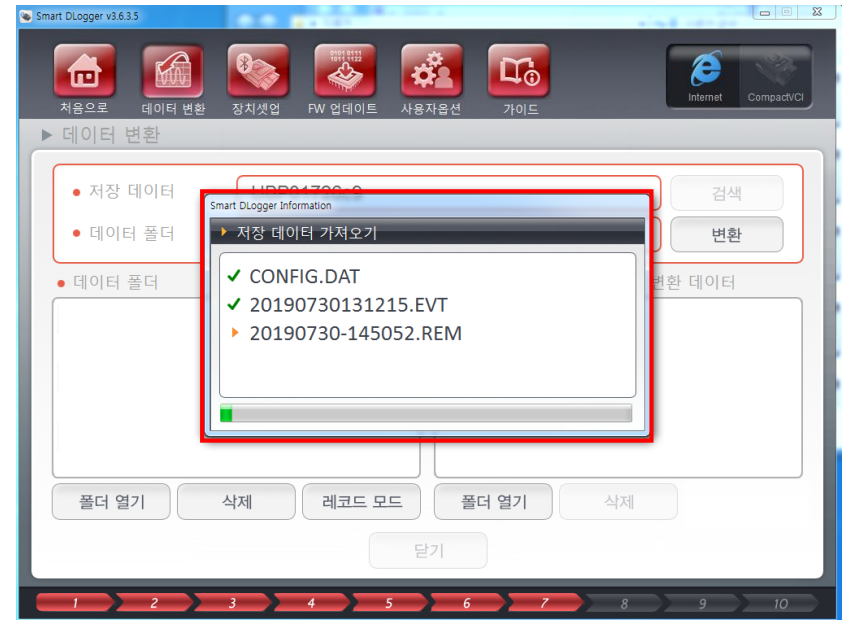 Smart DLogger v3.6.3.5
처음으로
데이터 변환
장치셋업
FW 업데이트
사용자옵션
가이드
Internet
CompactVCI
데이터 변환
저장 데이터
검색
데이터 폴더
변환
Smart DLogger Information
저장 데이터 가져오기
CONFIG.DAT
20190730131215.EVT
20190730-145052.REM
데이터 폴더
변환 데이터
폴더 열기
삭제
레코드 모드
폴더 열기
삭제
닫기
1 2 3 4 5 6 7 8 9 10